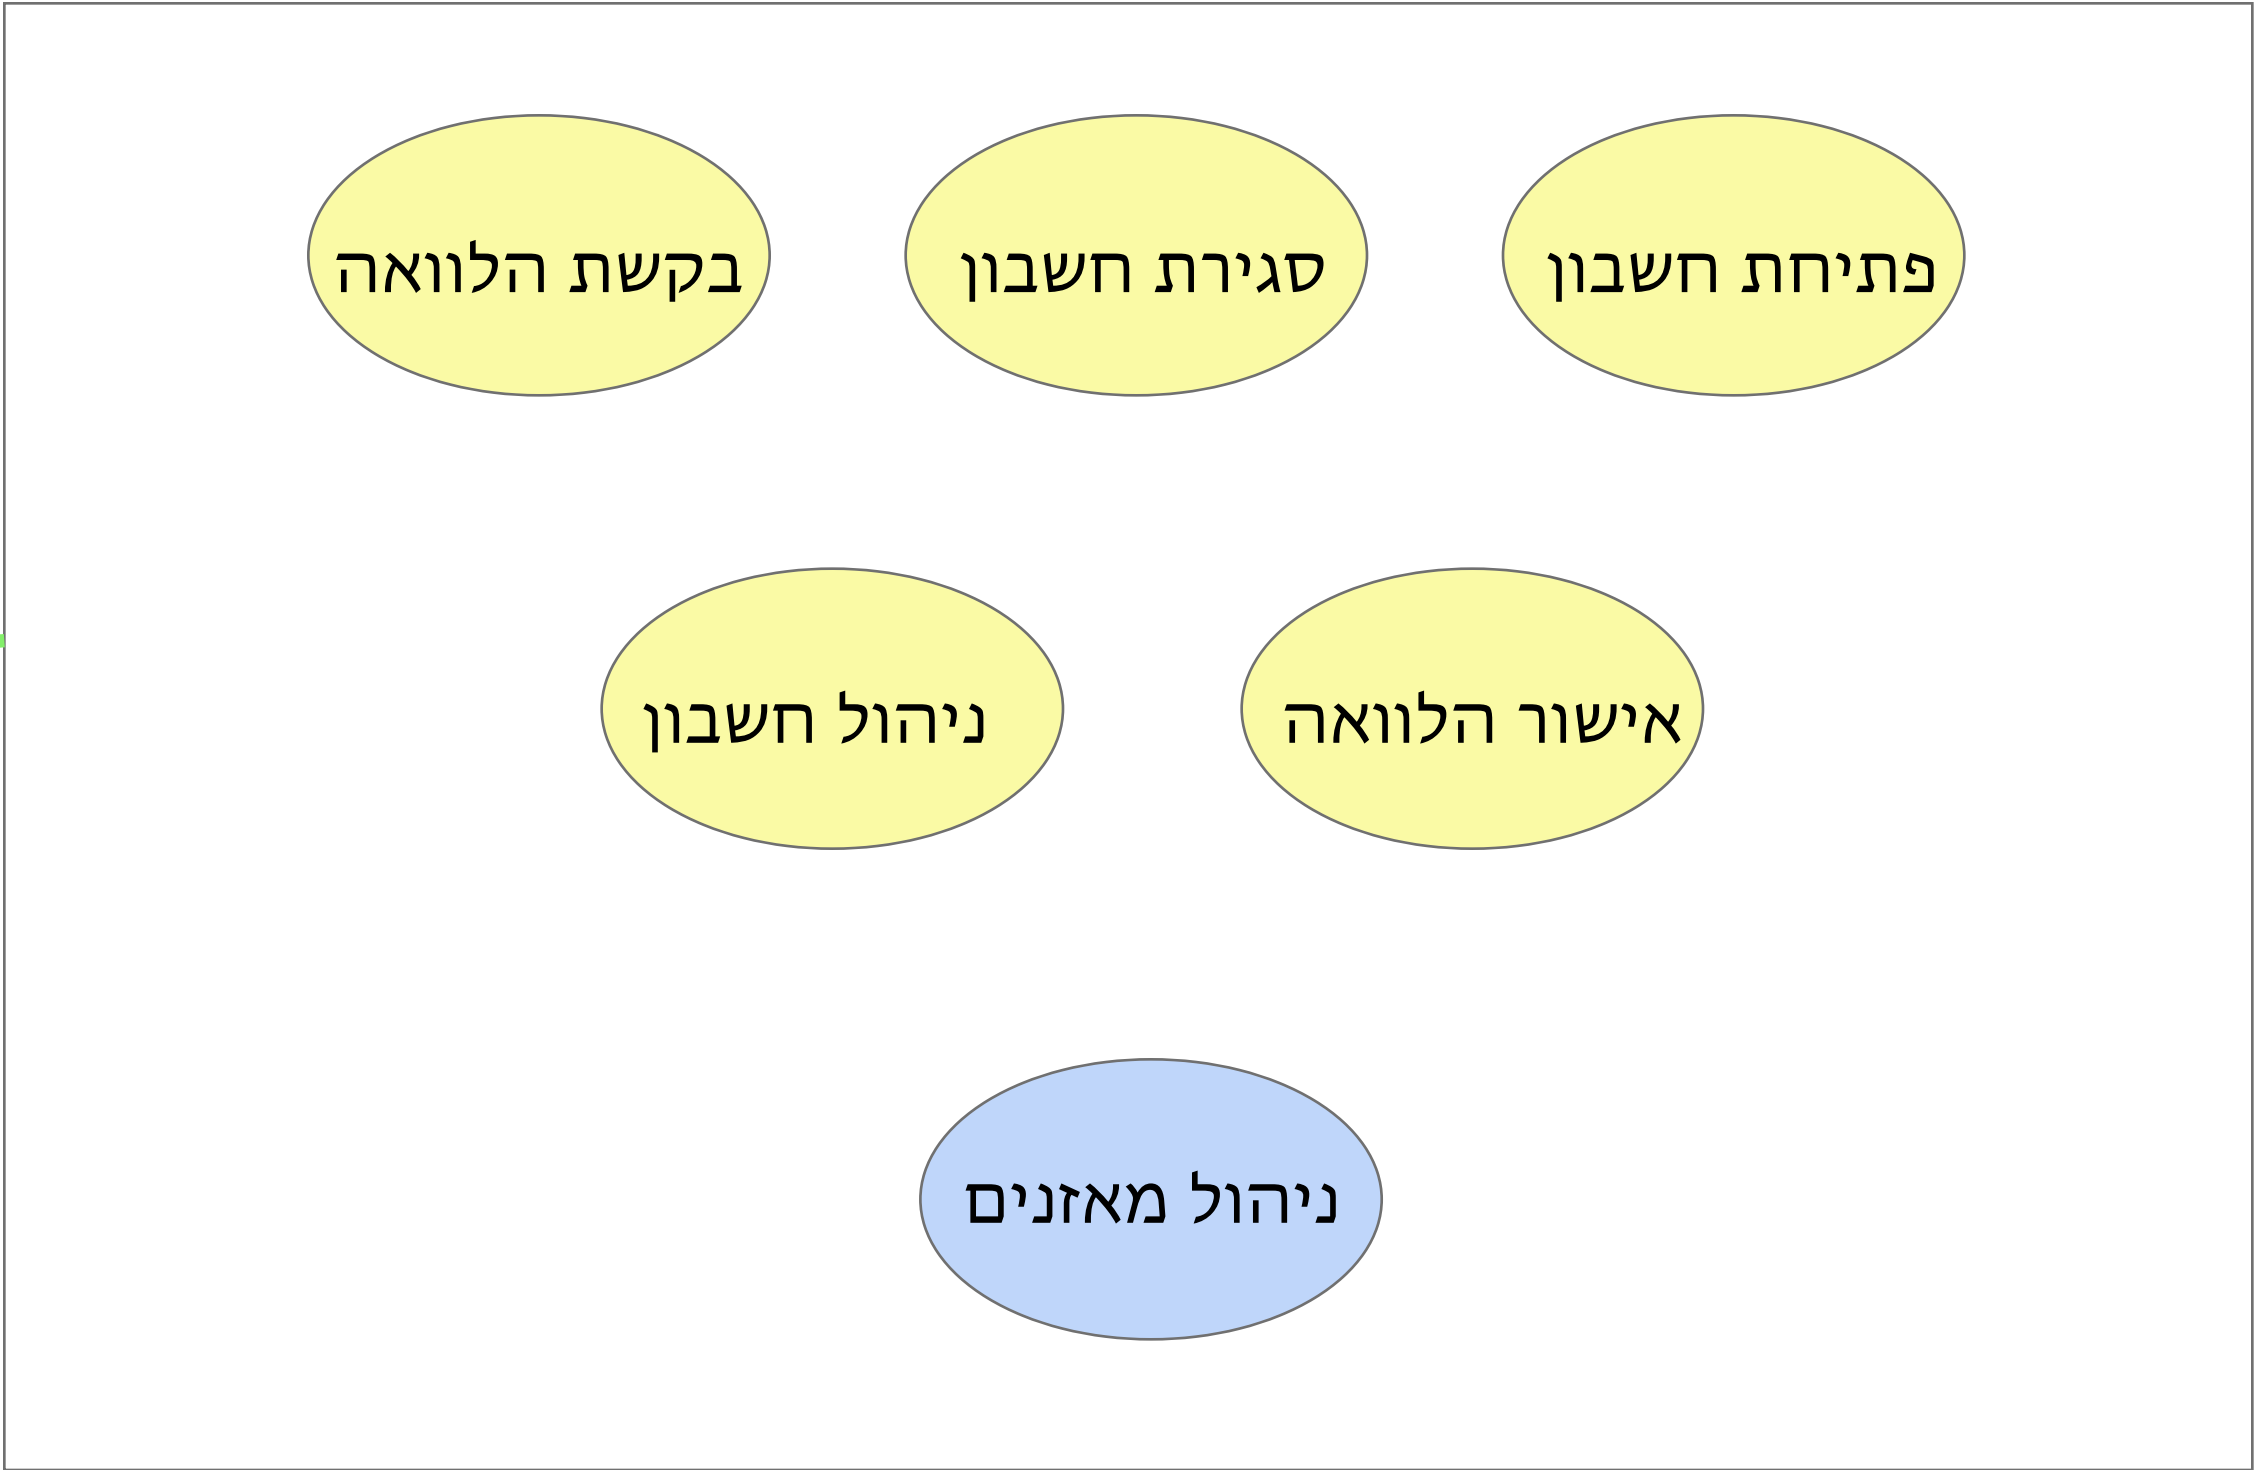 פתיחת חשבון
סגירת חשבון
בקשת הלוואה
אישור הלוואה
ניהול חשבון
ניהול מאזנים